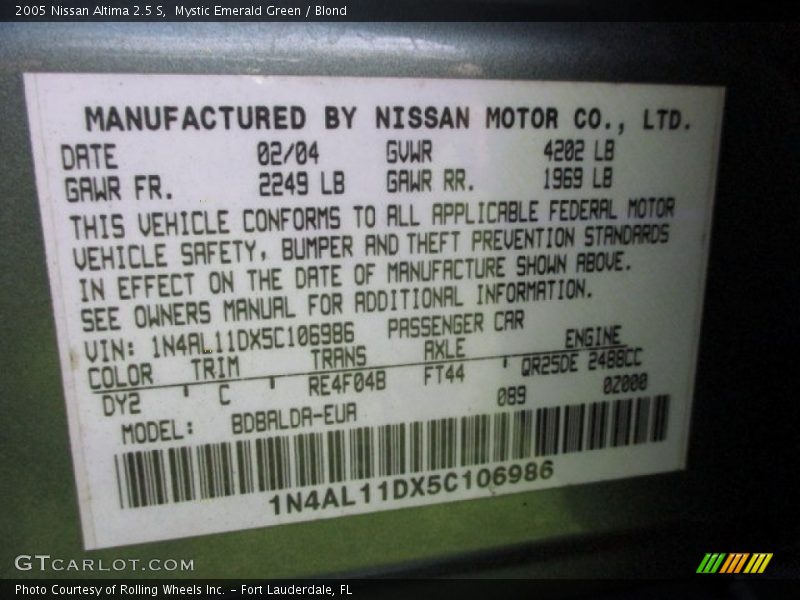 2005 Nissan Altima 2.5 S, Mystic Emerald Green / Blond
MANUFACTURED BY NISSAN MOTOR CO., LTD.
DATE 02/04 GVWR 4202 LB
GAWR FR. 2249 LB GAWR RR. 1969 LB
THIS VEHICLE CONFORMS TO ALL APPLICABLE FEDERAL MOTOR
VEHICLE SAFETY, BUMPER AND THEFT PREVENTION STANDARDS
IN EFFECT ON THE DATE OF MANUFACTURE SHOWN ABOVE.
SEE OWNERS MANUAL FOR ADDITIONAL INFORMATION.
VIN: 1N4AL11DX5C106986 PASSENGER CAR
COLOR TRIM TRANS AXLE ENGINE
DY2 C RE4F04B FT44 QR25DE 2488CC
MODEL: BDBALDA-EUA 089 0Z000
1N4AL11DX5C106986
GTCARLOT.COM
Photo Courtesy of Rolling Wheels Inc. – Fort Lauderdale, FL